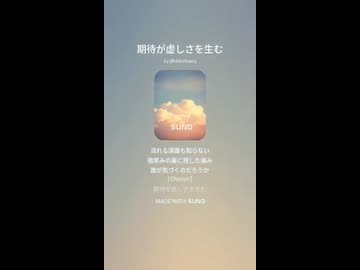 期待が虚しさを生む
SUNO
流れる涙誰も知らない
微笑みの裏に隠した痛み
誰が気づくのだろうか
[Chorus]
期待が虚しさを生む
MADE WITH SUNO